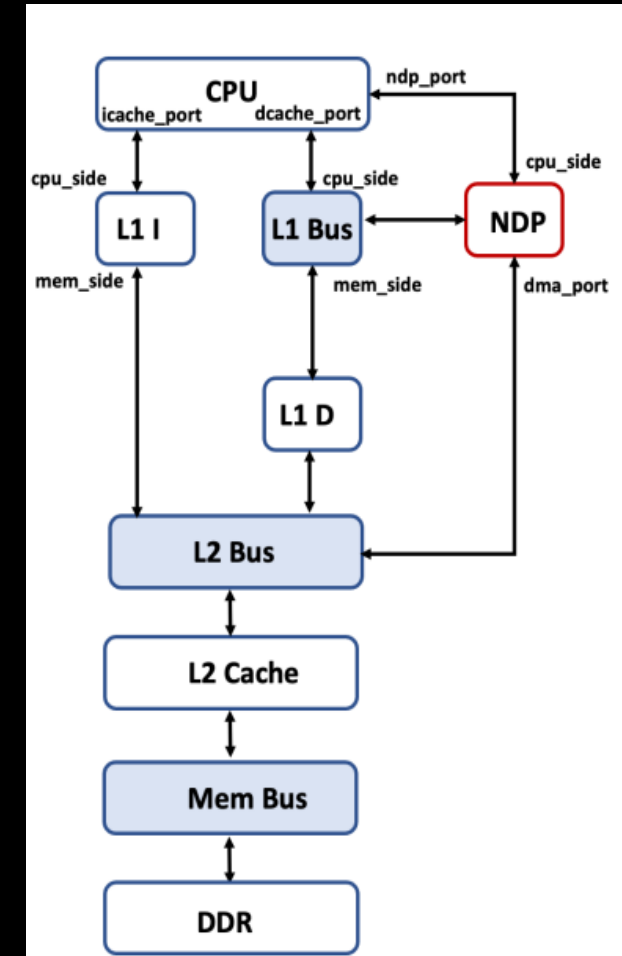 ndp_port
CPU
icache_port
dcache_port
cpu_side
cpu_side
cpu_side
L1 I
L1 Bus
NDP
mem_side
mem_side
dma_port
L1 D
L2 Bus
L2 Cache
Mem Bus
DDR